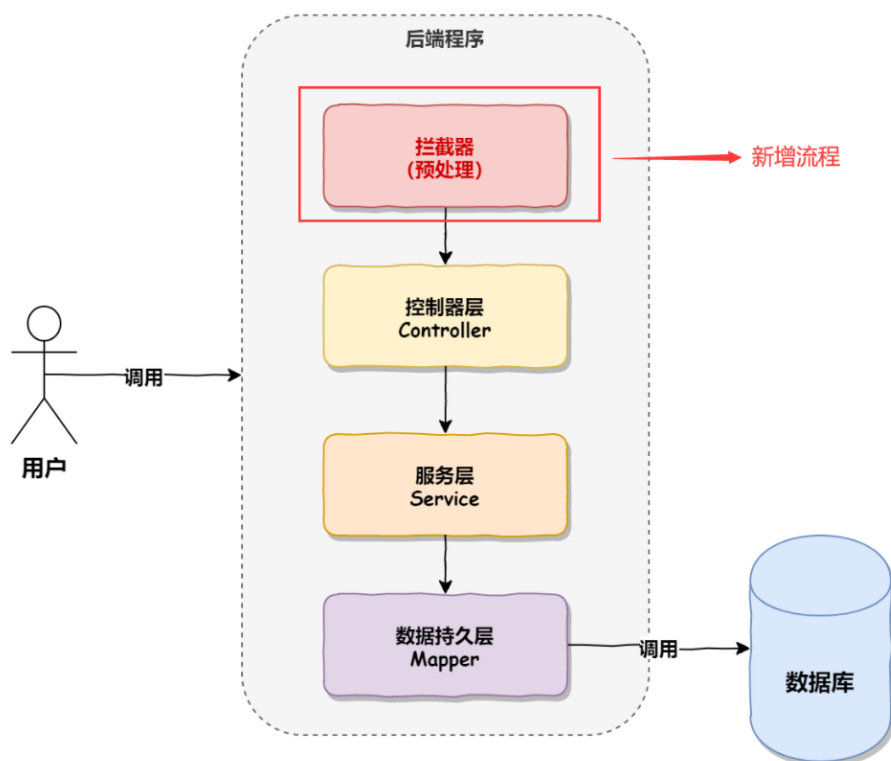 后端程序
拦截器
(预处理)
新增流程
控制器层
Controller
调用
用户
服务层
Service
数据持久层
Mapper
调用
数据库